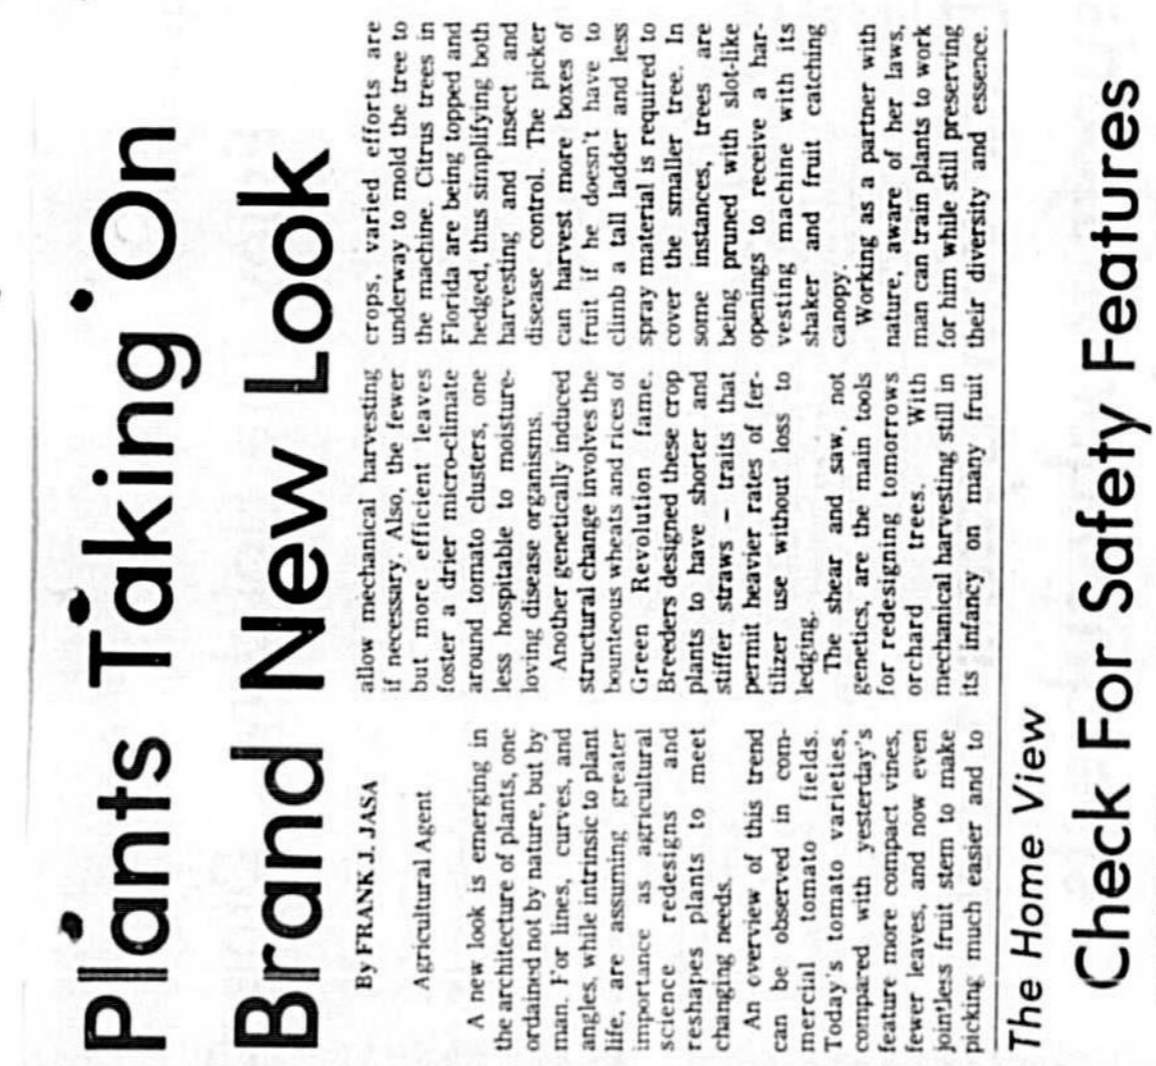 Plants Taking On
Brand New Look
By FRANK J. JASA
Agricultural Agent
A new look is emerging in
the architecture of plants, one
ordained not by nature, but by
man. For lines, curves, and
angles, while intrinsic to plant
life, are assuming greater
importance as agricultural
science redesigns and
reshapes plants to meet
changing needs.
An overview of this trend
can be observed in com-
mercial tomato fields.
Today's tomato varieties,
compared with yesterday's
feature more compact vines,
fewer leaves, and now even
jointless fruit stem to make
picking much easier and to
allow mechanical harvesting
if necessary. Also, the fewer
but more efficient leaves
foster a drier micro-climate
around tomato clusters, one
less hospitable to moisture-
loving disease organisms.
Another genetically induced
structural change involves the
bounteous wheats and rices of
Green Revolution fame.
Breeders designed these crop
plants to have shorter and
stiffer straws - traits that
permit heavier rates of fer-
tilizer use without loss to
ledging.
The shear and saw, not
genetics, are the main tools
for redesigning tomorrows
orchard trees. With
mechanical harvesting still in
its infancy on many fruit
crops, varied efforts are
underway to mold the tree to
the machine. Citrus trees in
Florida are being topped and
hedged, thus simplifying both
harvesting and insect and
disease control. The picker
can harvest more boxes of
fruit if he doesn't have to
climb a tall ladder and less
spray material is required to
cover the smaller tree. In
some instances, trees are
being pruned with slot-like
openings to receive a har-
vesting machine with its
shaker and fruit catching
canopy.
Working as a partner with
nature, aware of her laws,
man can train plants to work
for him while still preserving
their diversity and essence.
The Home View
Check For Safety Features